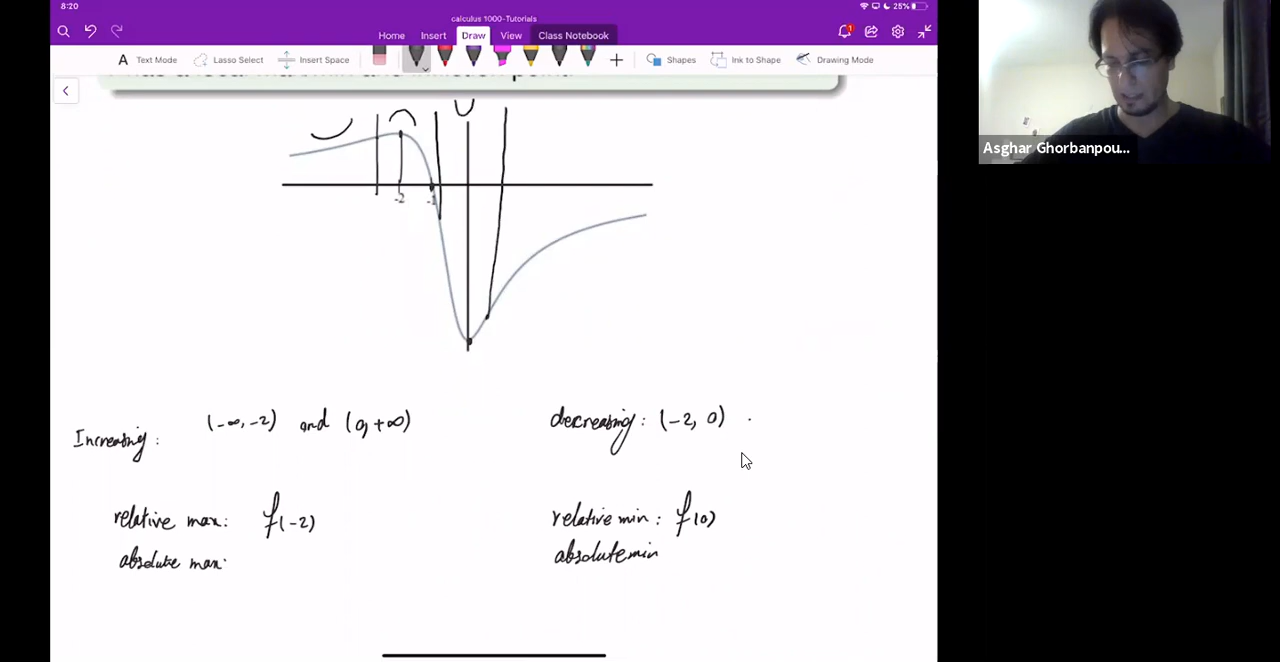 8:20
25%
calculus 1000-Tutorials
Home Insert Draw View Class Notebook
1
A Text Mode Lasso Select Insert Space Shapes Ink to Shape Drawing Mode
Asghar Ghorbanpou...
-2 -1
Increasing: (-∞, -2) and (0, +∞)
decreasing: (-2, 0) .
relative max: f(-2)
relative min: f(0)
absolute max:
absolute min